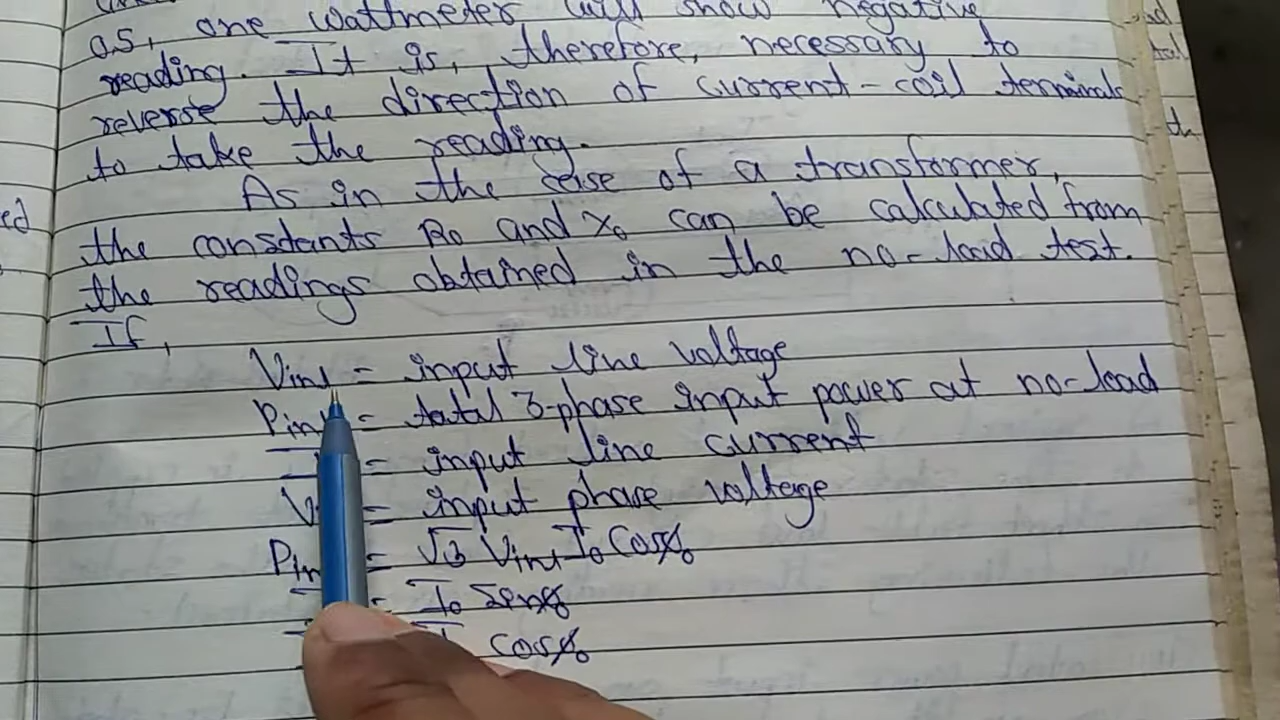 0.5, one wattmeter will show negative
reading. It is, therefore, necessary to
reverse the direction of current-coil terminals
to take the reading.
As in the case of a transformer,
the constants R₀ and X₀ can be calculated from
the readings obtained in the no-load test.
If,
Vinl = input line voltage
Pin = total 3-phase input power at no-load
= input line current
V = input phase voltage
Pin = √3 Vinl I₀ Cosϕ₀
= I₀ Sinϕ₀
cosϕ₀